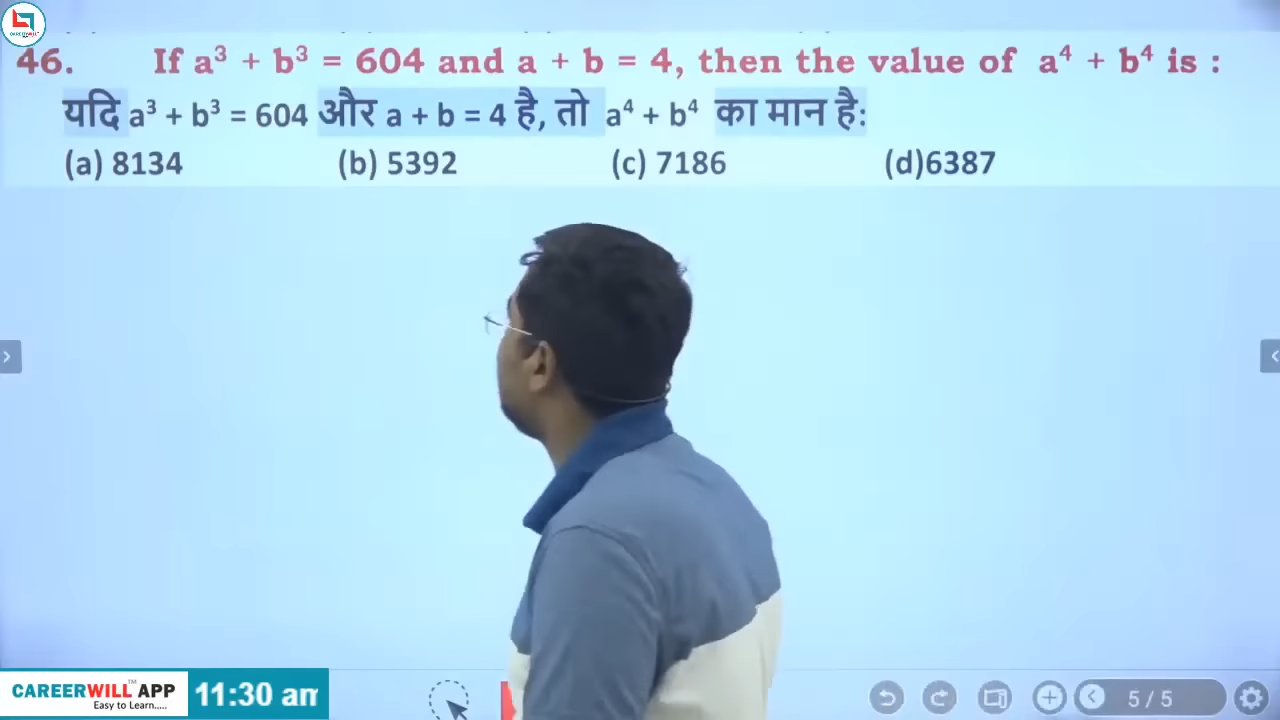 CAREERWILL
46. If a³ + b³ = 604 and a + b = 4, then the value of a⁴ + b⁴ is :
यदि a³ + b³ = 604 और a + b = 4 है, तो a⁴ + b⁴ का मान है:
(a) 8134 (b) 5392 (c) 7186 (d)6387
CAREERWILL™ APP 11:30 am
Easy to Learn.....
5 / 5